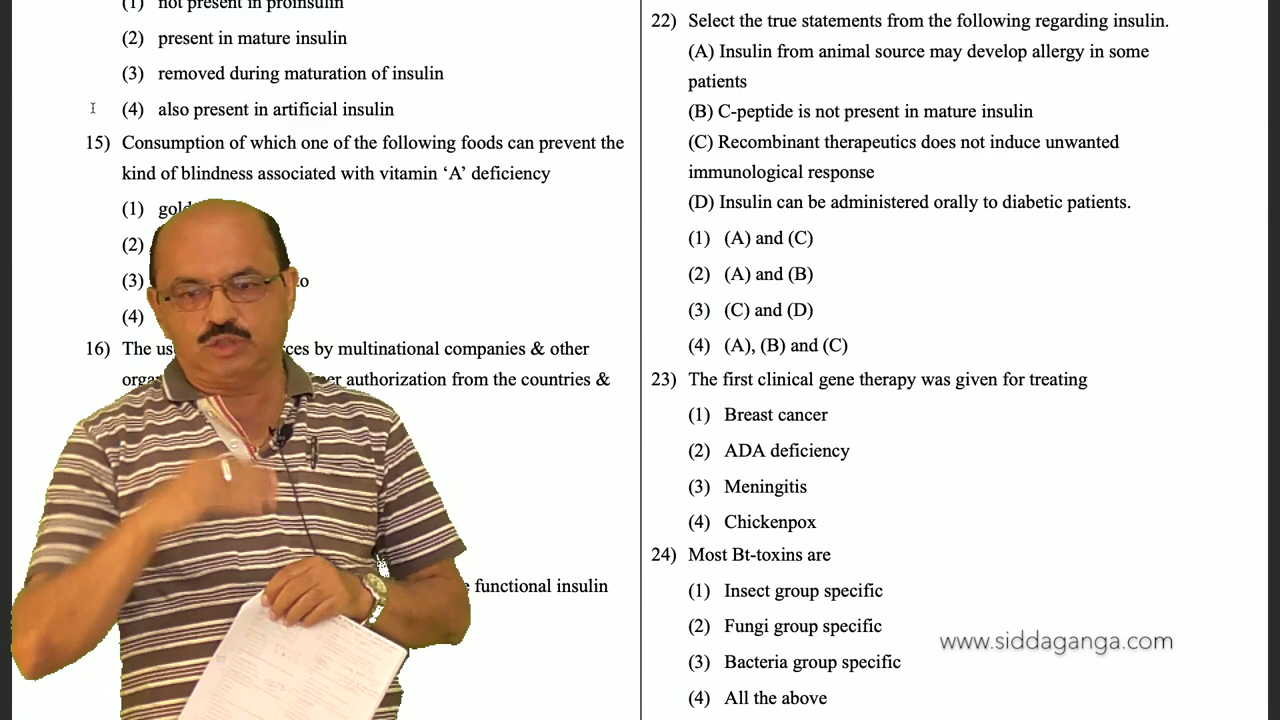 (1) not present in proinsulin
(2) present in mature insulin
(3) removed during maturation of insulin
(4) also present in artificial insulin
15) Consumption of which one of the following foods can prevent the
kind of blindness associated with vitamin ‘A’ deficiency
(1)
(2)
(3)
(4)
16) The by multinational companies & other
authorization from the countries &
functional insulin
22) Select the true statements from the following regarding insulin.
(A) Insulin from animal source may develop allergy in some
patients
(B) C-peptide is not present in mature insulin
(C) Recombinant therapeutics does not induce unwanted
immunological response
(D) Insulin can be administered orally to diabetic patients.
(1) (A) and (C)
(2) (A) and (B)
(3) (C) and (D)
(4) (A), (B) and (C)
23) The first clinical gene therapy was given for treating
(1) Breast cancer
(2) ADA deficiency
(3) Meningitis
(4) Chickenpox
24) Most Bt-toxins are
(1) Insect group specific
(2) Fungi group specific
(3) Bacteria group specific
(4) All the above
www.siddaganga.com